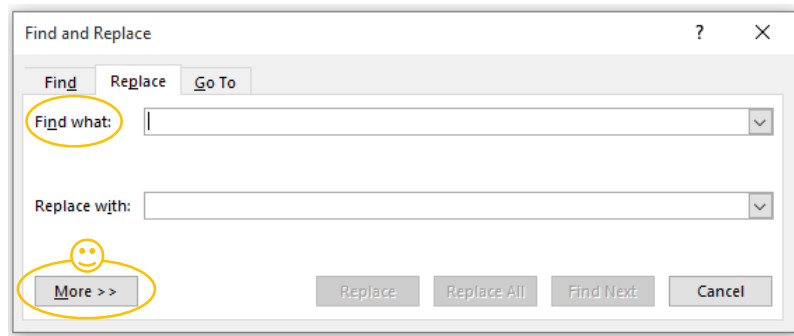 Find and Replace ?
Find Replace Go To
Find what:
Replace with:
More >> Replace Replace All Find Next Cancel